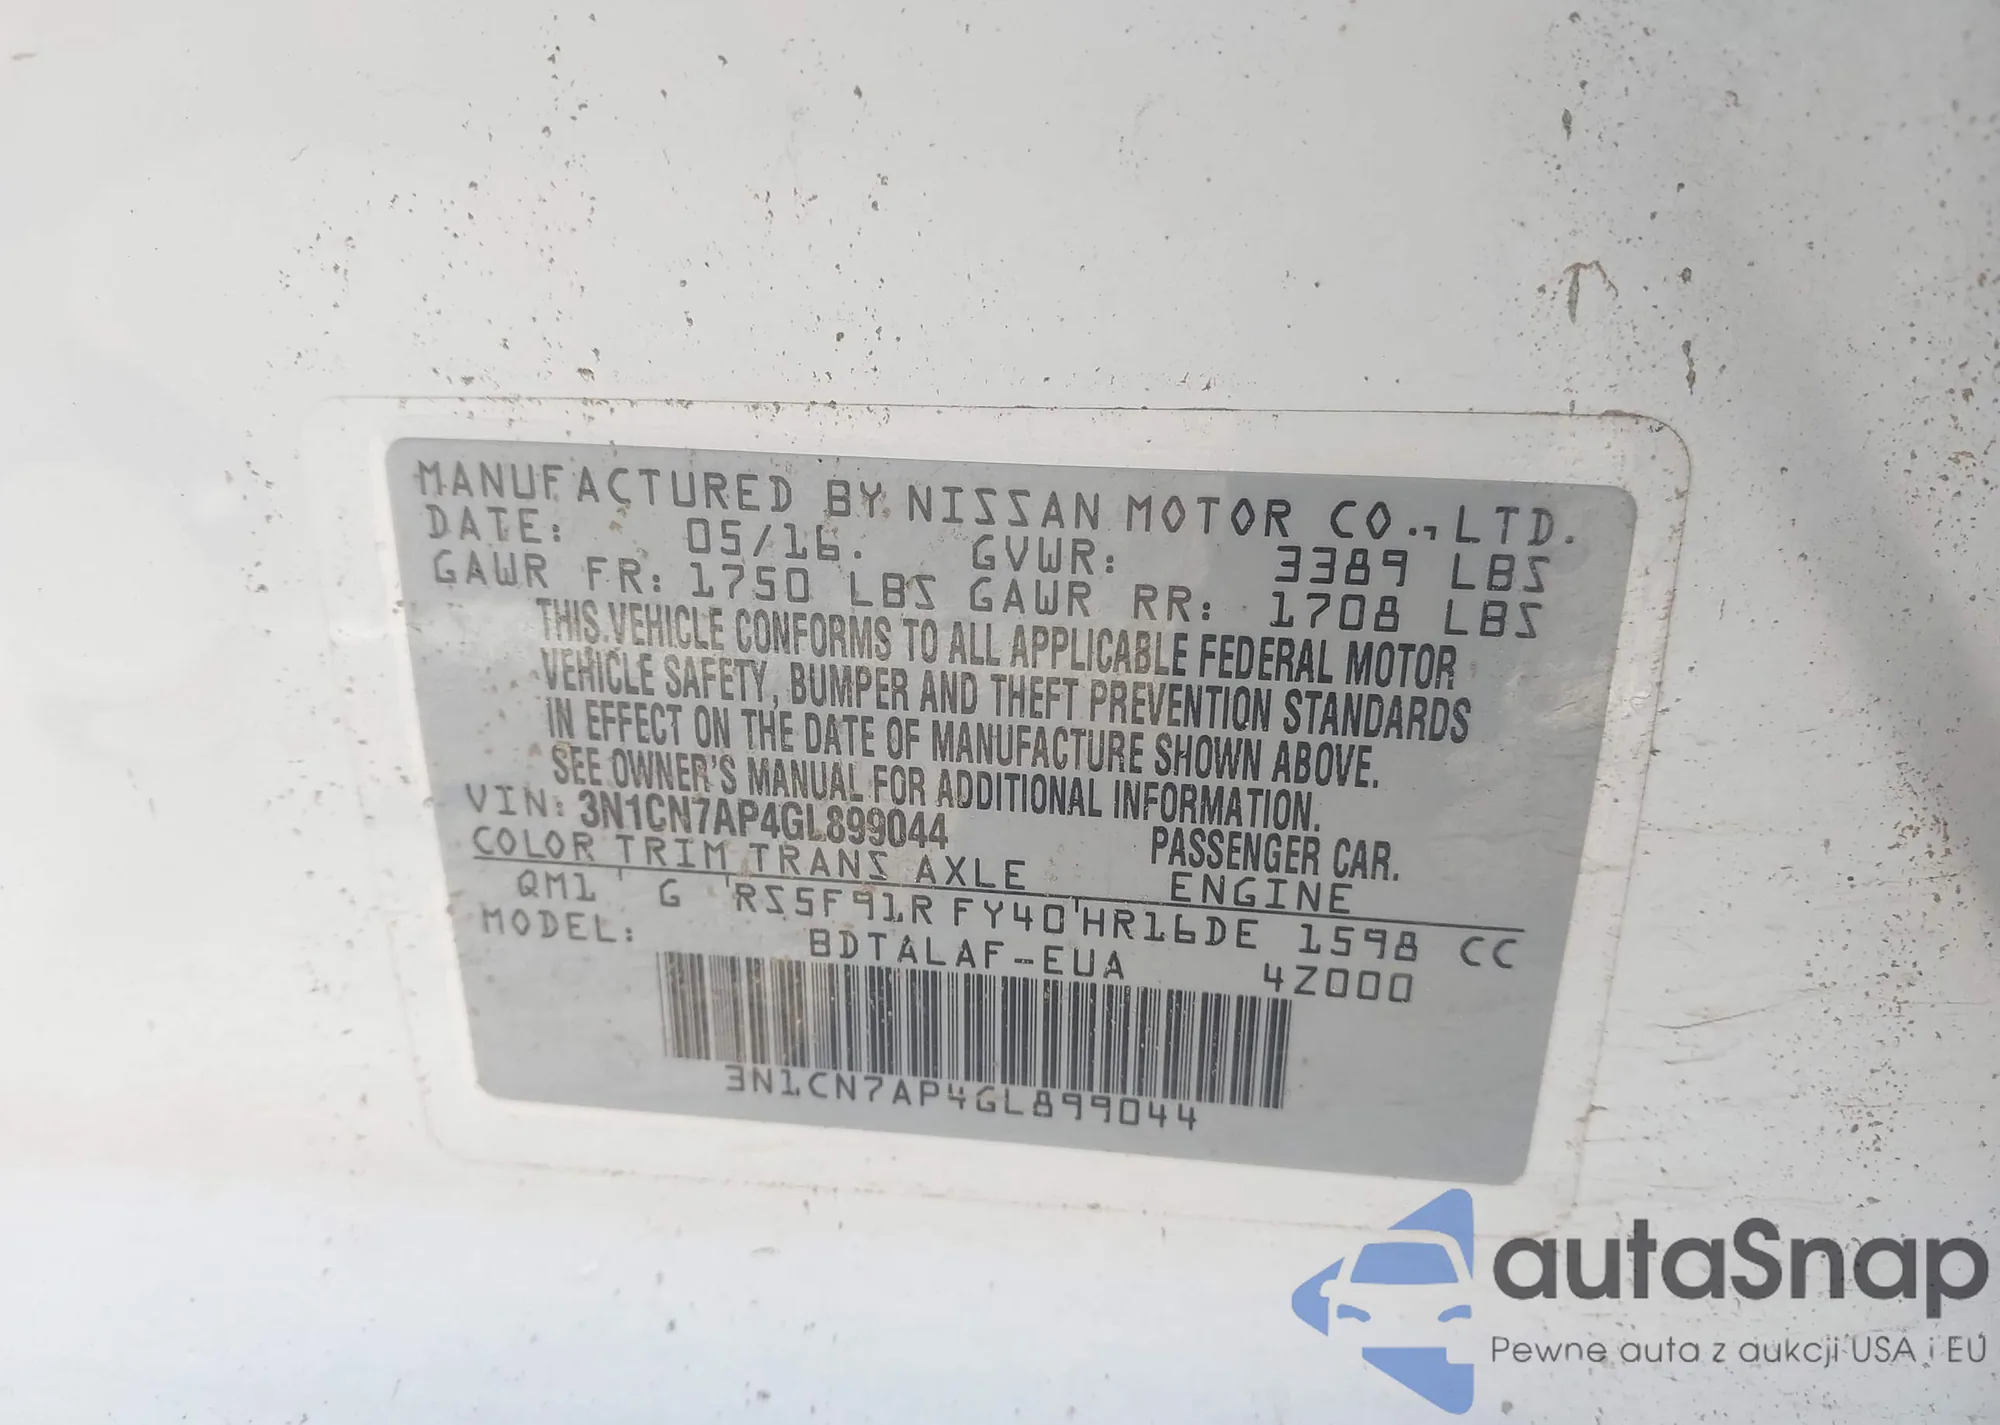 MANUFACTURED BY NISSAN MOTOR CO., LTD.
DATE: 05/16. GVWR: 3389 LBS
GAWR FR: 1750 LBS GAWR RR: 1708 LBS
THIS VEHICLE CONFORMS TO ALL APPLICABLE FEDERAL MOTOR
VEHICLE SAFETY, BUMPER AND THEFT PREVENTION STANDARDS
IN EFFECT ON THE DATE OF MANUFACTURE SHOWN ABOVE.
SEE OWNER'S MANUAL FOR ADDITIONAL INFORMATION.
VIN: 3N1CN7AP4GL899044 PASSENGER CAR.
COLOR TRIM TRANS AXLE ENGINE
QM1 G RS5F91R FY40 HR16DE 1598 CC
MODEL: BDTALAF-EUA 4Z000
3N1CN7AP4GL899044
autaSnap
Pewne auta z aukcji USA i EU